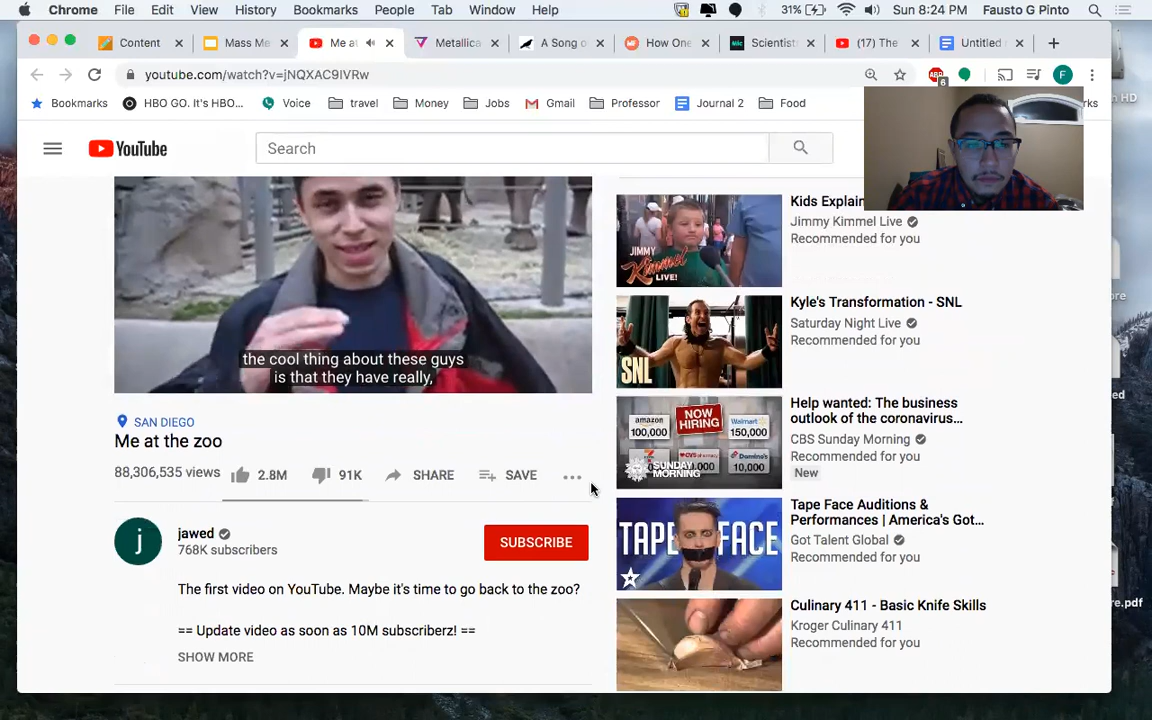 Chrome File Edit View History Bookmarks People Tab Window Help 31% Sun 8:24 PM Fausto G Pinto
Content Mass Me Me at Metallica A Song o How One Scientist (17) The Untitled
youtube.com/watch?v=jNQXAC9IVRw
ABP 6 F
Bookmarks HBO GO. It's HBO... Voice travel Money Jobs Gmail Professor Journal 2 Food
YouTube Search
the cool thing about these guys
is that they have really,
SAN DIEGO
Me at the zoo
88,306,535 views 2.8M 91K SHARE SAVE
j
jawed
768K subscribers
SUBSCRIBE
The first video on YouTube. Maybe it's time to go back to the zoo?
== Update video as soon as 10M subscriberz! ==
SHOW MORE
JIMMY
KIMMEL
LIVE!
Kids Explain
Jimmy Kimmel Live
Recommended for you
SNL
Kyle's Transformation - SNL
Saturday Night Live
Recommended for you
NOW
HIRING
amazon
100,000
Walmart
150,000
Domino's
10,000
SUNDAY
MORNING
Help wanted: The business
outlook of the coronavirus...
CBS Sunday Morning
New
TAPE FACE
Tape Face Auditions &
Performances | America's Got...
Got Talent Global
Recommended for you
Culinary 411 - Basic Knife Skills
Kroger Culinary 411
Recommended for you
HD
re.pdf